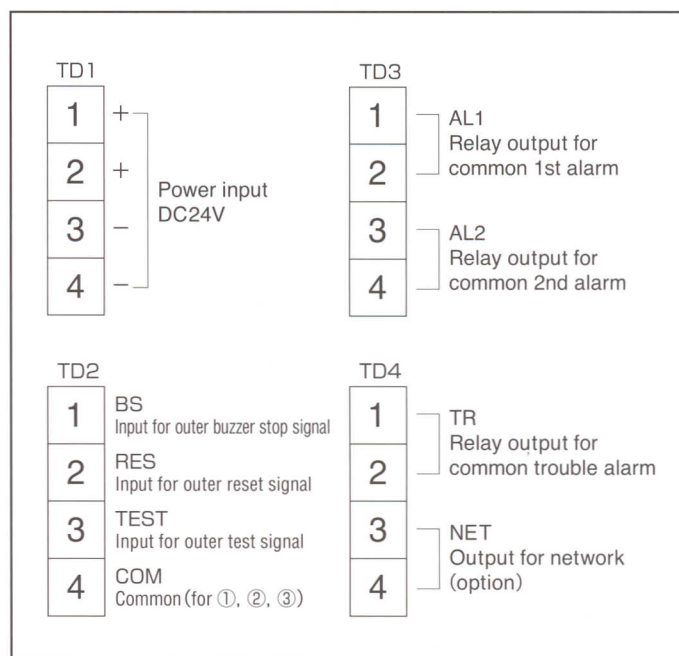 TD1
1 +
2 +
3 −
4 −
Power input
DC24V
TD3
1
2
AL1
Relay output for
common 1st alarm
3
4
AL2
Relay output for
common 2nd alarm
TD2
1 BS
Input for outer buzzer stop signal
2 RES
Input for outer reset signal
3 TEST
Input for outer test signal
4 COM
Common (for ①, ②, ③)
TD4
1
2
TR
Relay output for
common trouble alarm
3
4
NET
Output for network
(option)